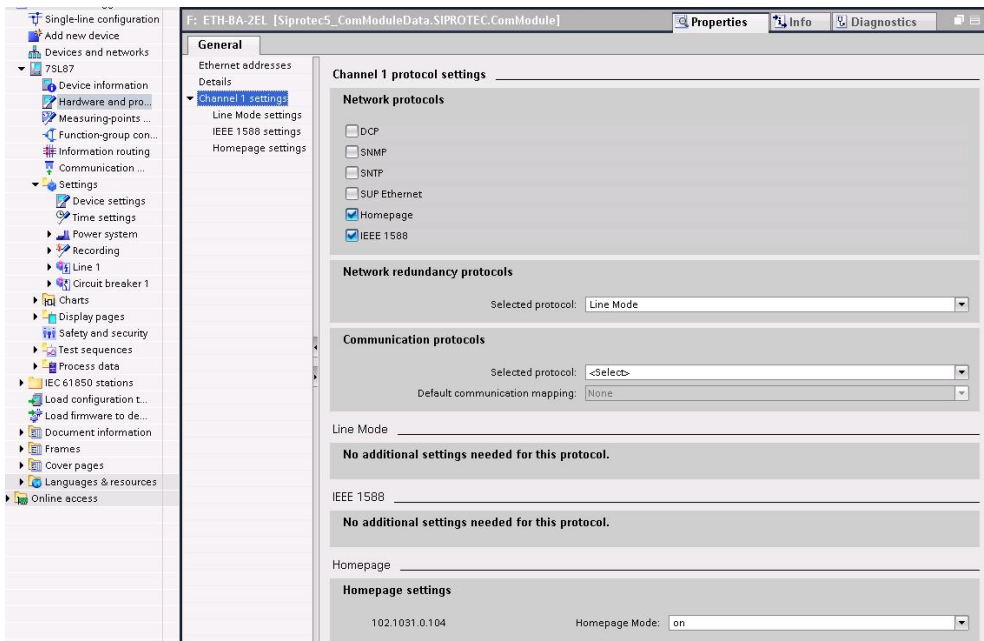 Single-line configuration
Add new device
Devices and networks
7SL87
Device information
Hardware and pro...
Measuring-points ...
Function-group con...
Information routing
Communication ...
Settings
Device settings
Time settings
Power system
Recording
Line 1
Circuit breaker 1
Charts
Display pages
Safety and security
Test sequences
Process data
IEC 61850 stations
Load configuration t...
Load firmware to de...
Document information
Frames
Cover pages
Languages & resources
Online access
F: ETH-BA-2EL [Siprotec5_ComModuleData.SIPROTEC.ComModule]
Properties
Info
Diagnostics
General
Ethernet addresses
Details
Channel 1 settings
Line Mode settings
IEEE 1588 settings
Homepage settings
Channel 1 protocol settings
Network protocols
DCP
SNMP
SNTP
SUP Ethernet
Homepage
IEEE 1588
Network redundancy protocols
Selected protocol: Line Mode
Communication protocols
Selected protocol: <Select>
Default communication mapping: None
Line Mode
No additional settings needed for this protocol.
IEEE 1588
No additional settings needed for this protocol.
Homepage
Homepage settings
102.1031.0.104 Homepage Mode: on